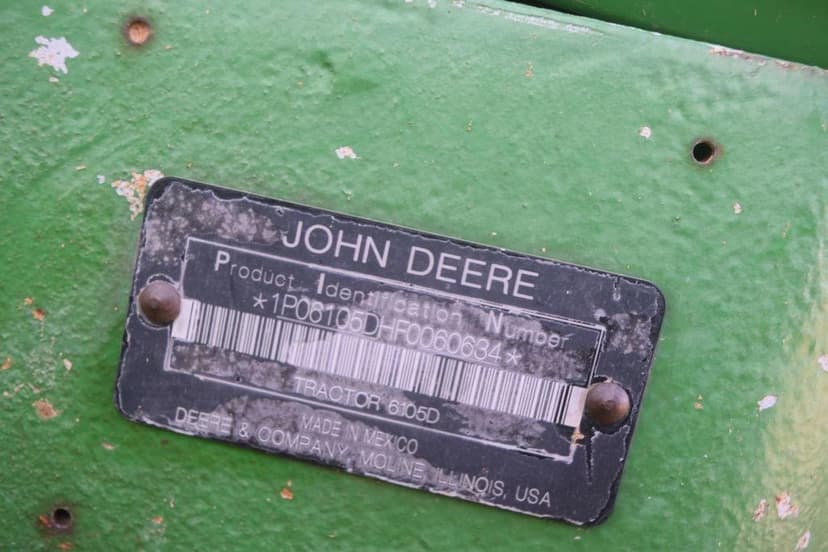 JOHN DEERE
Product Identification Number
*1P06105DHF0060634*
TRACTOR 6105D
MADE IN MEXICO
DEERE & COMPANY, MOLINE, ILLINOIS, USA